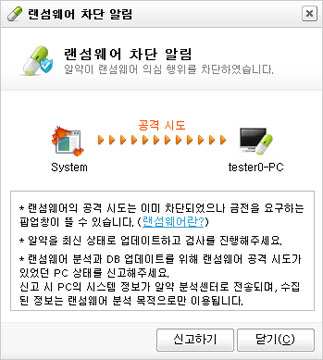 랜섬웨어 차단 알림
랜섬웨어 차단 알림
알약이 랜섬웨어 의심 행위를 차단하였습니다.
공격 시도
System
tester0-PC
* 랜섬웨어의 공격 시도는 이미 차단되었으나 금전을 요구하는
팝업창이 뜰 수 있습니다. (랜섬웨어란?)
* 알약을 최신 상태로 업데이트하고 검사를 진행해주세요.
* 랜섬웨어 분석과 DB 업데이트를 위해 랜섬웨어 공격 시도가
있었던 PC 상태를 신고해주세요.
신고 시 PC의 시스템 정보가 알약 분석센터로 전송되며, 수집
된 정보는 랜섬웨어 분석 목적으로만 이용됩니다.
신고하기
닫기(C)